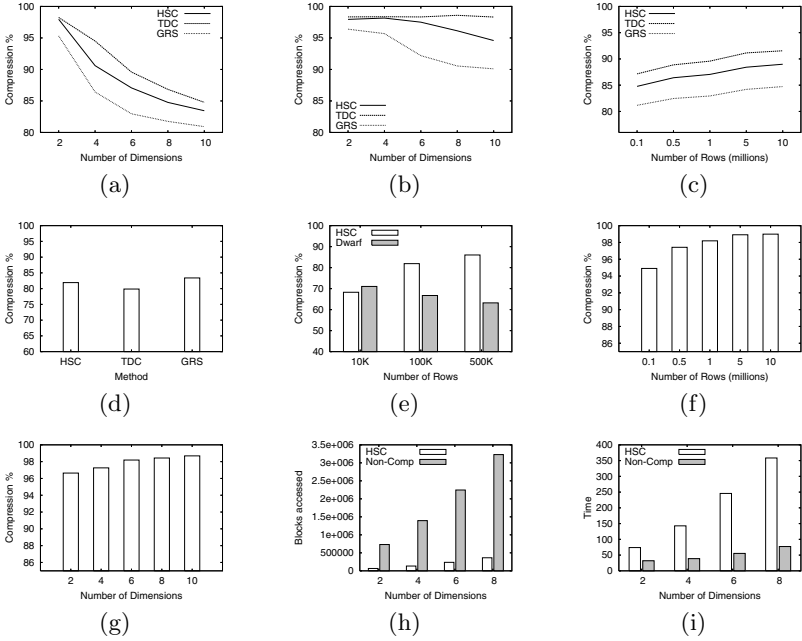 HSC
TDC
GRS
Compression %
100
95
90
85
80
2 4 6 8 10
Number of Dimensions
(a)
HSC
TDC
GRS
Compression %
100
95
90
85
80
2 4 6 8 10
Number of Dimensions
(b)
HSC
TDC
GRS
Compression %
100
95
90
85
80
0.1 0.5 1 5 10
Number of Rows (millions)
(c)
Compression %
100
95
90
85
80
75
70
65
60
HSC TDC GRS
Method
(d)
HSC
Dwarf
Compression %
100
90
80
70
60
50
40
10K 100K 500K
Number of Rows
(e)
Compression %
100
98
96
94
92
90
88
86
0.1 0.5 1 5 10
Number of Rows (millions)
(f)
Compression %
100
98
96
94
92
90
88
86
2 4 6 8 10
Number of Dimensions
(g)
HSC
Non-Comp
Blocks accessed
3.5e+006
3e+006
2.5e+006
2e+006
1.5e+006
1e+006
500000
0
2 4 6 8
Number of Dimensions
(h)
HSC
Non-Comp
Time
400
350
300
250
200
150
100
50
0
2 4 6 8
Number of Dimensions
(i)